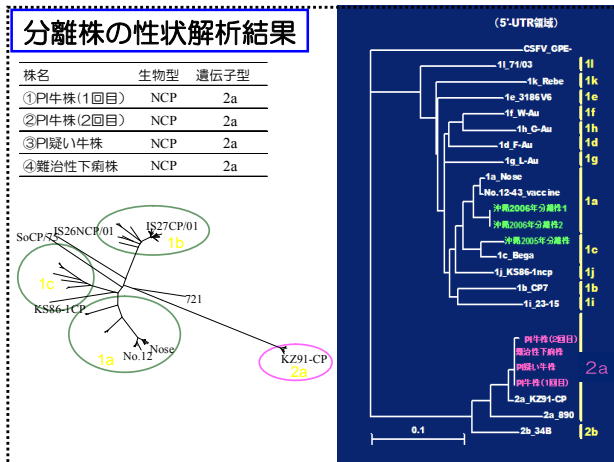 分離株の性状解析結果
株名 生物型 遺伝子型
①PI牛株(1回目) NCP 2a
②PI牛株(2回目) NCP 2a
③PI疑い牛株 NCP 2a
④難治性下痢株 NCP 2a
IS26NCP/01
IS27CP/01
SoCP/75
1b
1c
KS86-1CP
721
1a
No.12
Nose
KZ91-CP
2a
(5'-UTR領域)
CSFV_GPE-
1l_71/03 1l
1k_Rebe 1k
1e_3186V6 1e
1f_W-Au 1f
1h_G-Au 1h
1d_F-Au 1d
1g_L-Au 1g
1a_Nose
No.12-43_vaccine
沖縄2006年分離株1 1a
沖縄2006年分離株2
沖縄2005年分離株
1c_Bega 1c
1j_KS86-1ncp 1j
1b_CP7 1b
1i_23-15 1i
PI牛株(2回目)
難治性下痢株
PI疑い牛株 2a
PI牛株(1回目)
2a_KZ91-CP
2a_890
2b_34B 2b
0.1